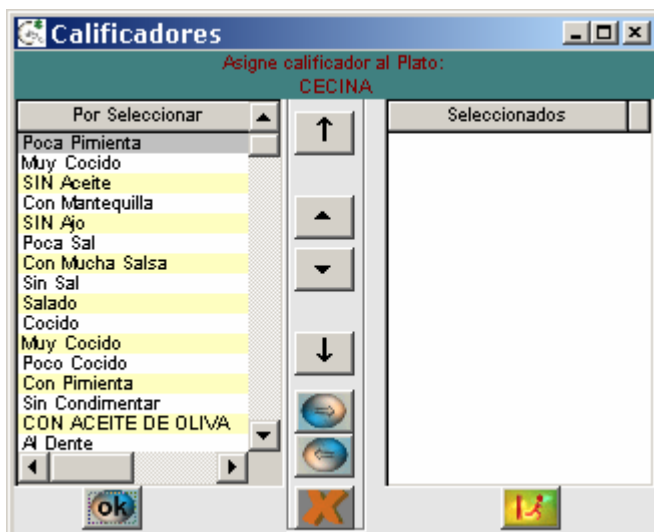 Calificadores
Asigne calificador al Plato:
CECINA
Por Seleccionar
Seleccionados
Poca Pimienta
Muy Cocido
SIN Aceite
Con Mantequilla
SIN Ajo
Poca Sal
Con Mucha Salsa
Sin Sal
Salado
Cocido
Muy Cocido
Poco Cocido
Con Pimienta
Sin Condimentar
CON ACEITE DE OLIVA
Al Dente
ok